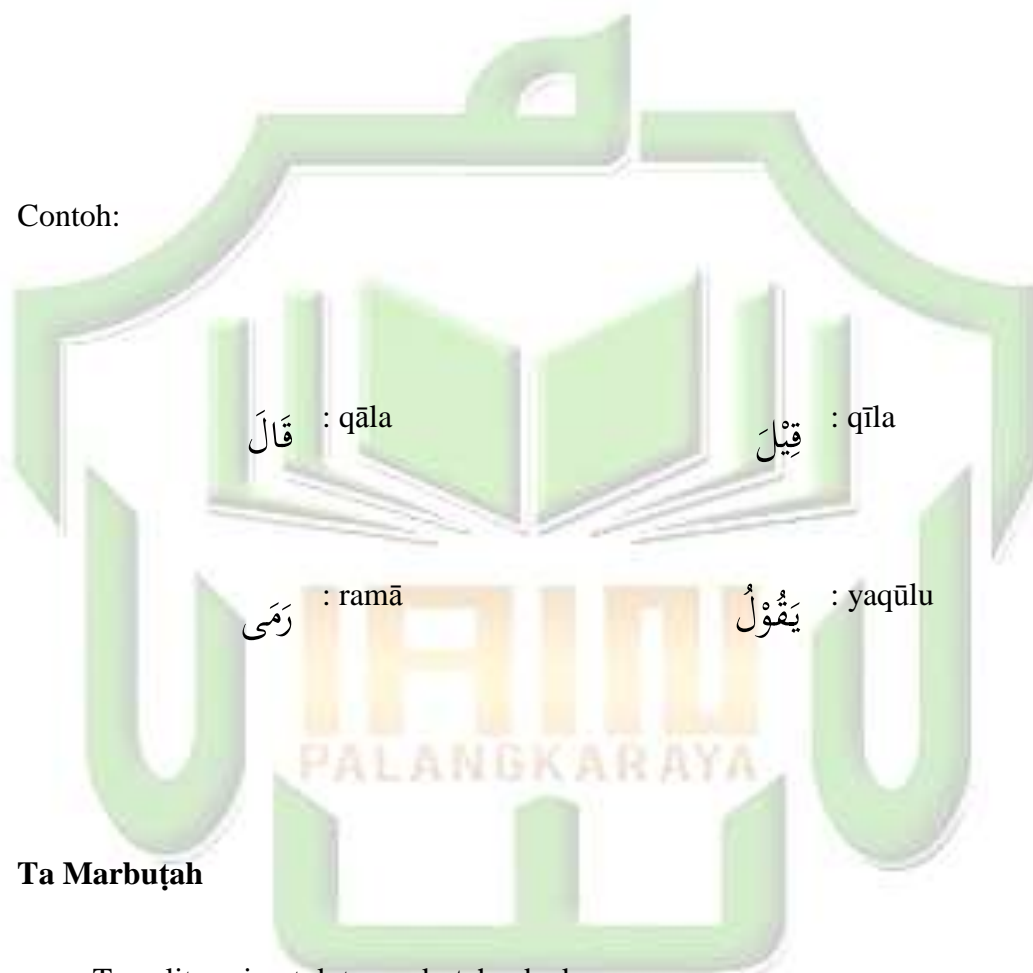 Contoh:
قَالَ : qāla قِيْلَ : qīla
رَمَى : ramā يَقُوْلُ : yaqūlu
IAIN
PALANGKARAYA
Ta Marbuṭah